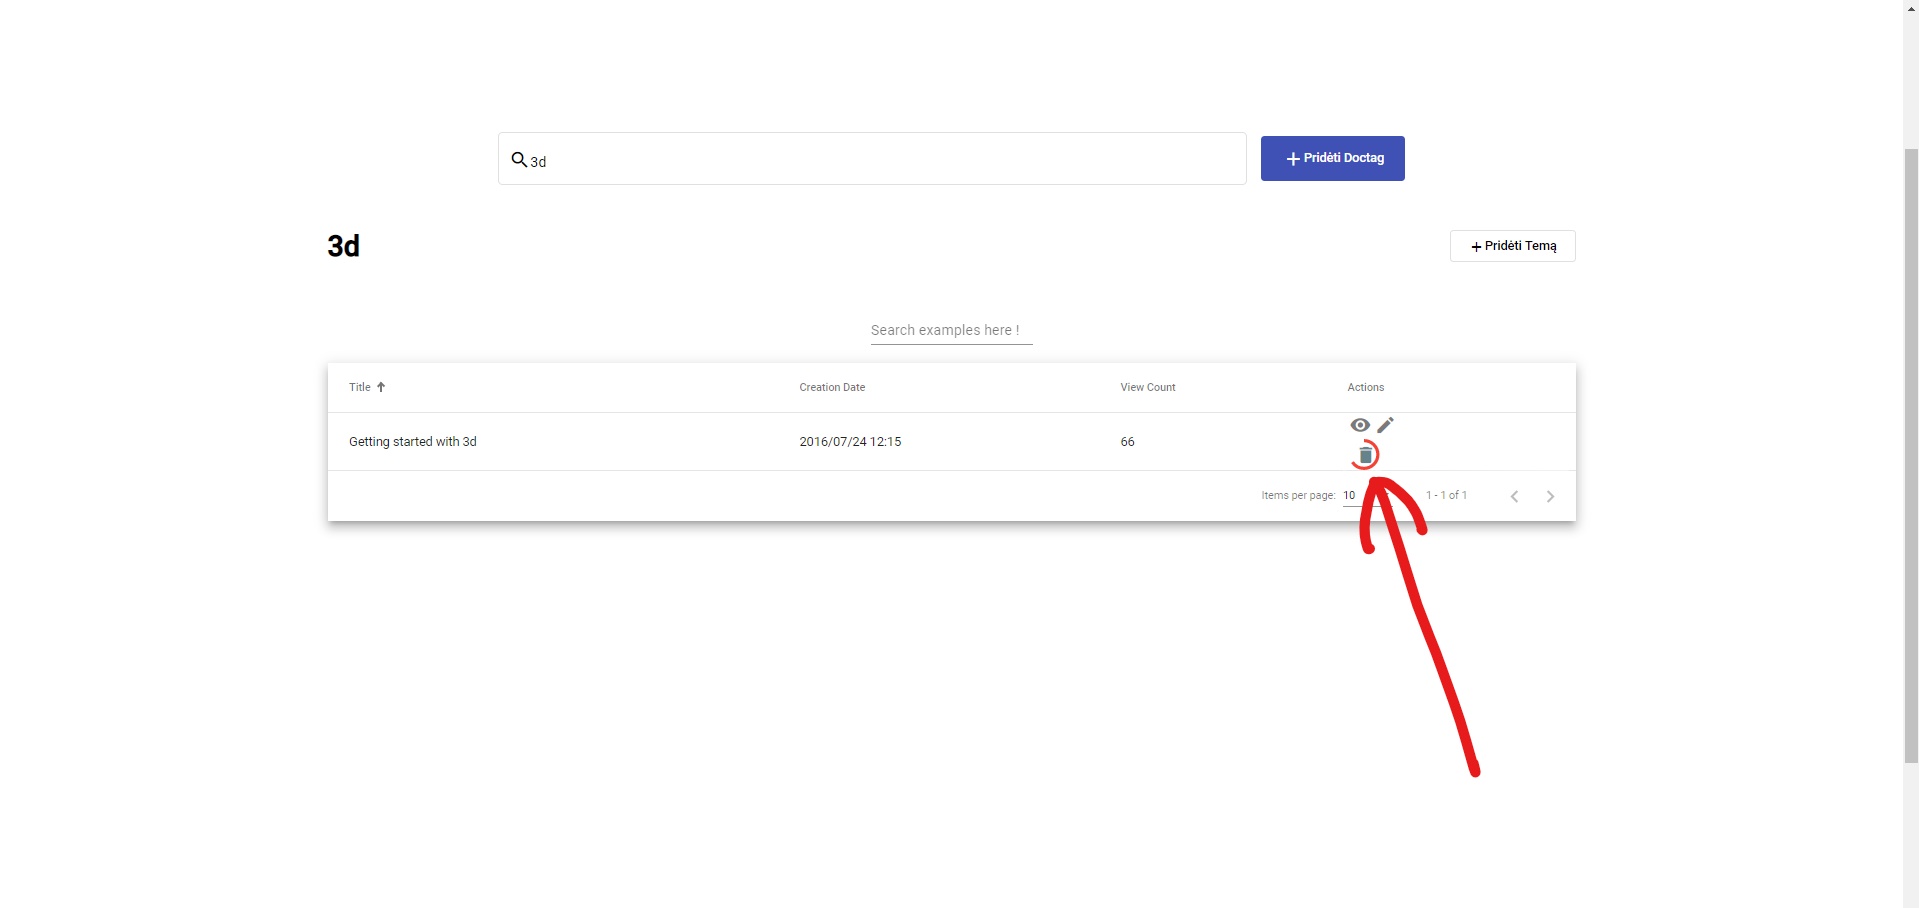 3d
Pridėti Doctag
3d
Pridėti Temą
Search examples here !
Title Creation Date View Count Actions
Getting started with 3d 2016/07/24 12:15 66
Items per page: 10 1 - 1 of 1